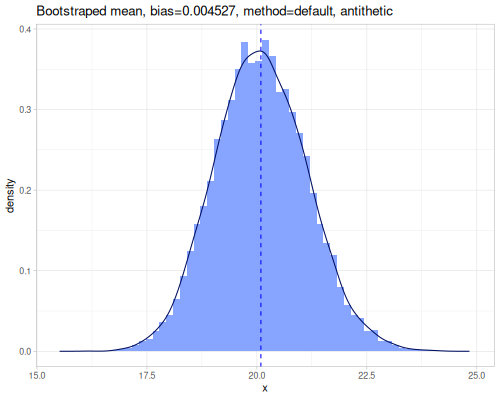 Bootstraped mean, bias=0.004527, method=default, antithetic
0.4
0.3
0.2
0.1
0.0
density
15.0 17.5 20.0 22.5 25.0
x